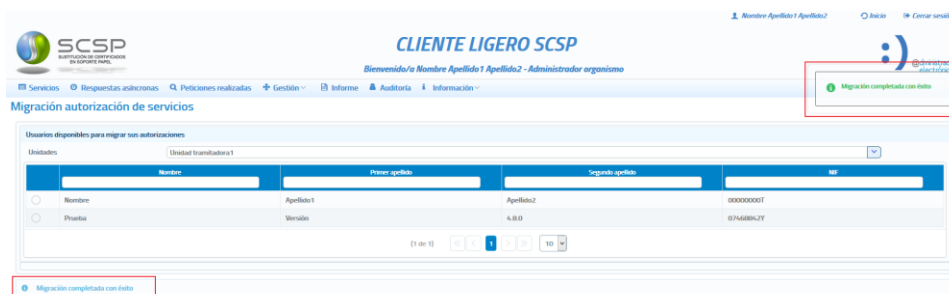 Nombre Apellido1 Apellido2 Inicio Cerrar sesió
SCSP
SUSTITUCIÓN DE CERTIFICADOS
EN SOPORTE PAPEL
CLIENTE LIGERO SCSP
Bienvenido/a Nombre Apellido1 Apellido2 - Administrador organismo
:)
@dministrac
electrónic
Servicios Respuestas asíncronas Peticiones realizadas Gestión Informe Auditoría Información
Migración completada con éxito
Migración autorización de servicios
Usuarios disponibles para migrar sus autorizaciones
Unidades Unidad tramitadora1
Nombre Primer apellido Segundo apellido NIF
Nombre Apellido1 Apellido2 00000000T
Prueba Versión 4.8.0 07460842Y
(1 de 1) 1 10
Migración completada con éxito